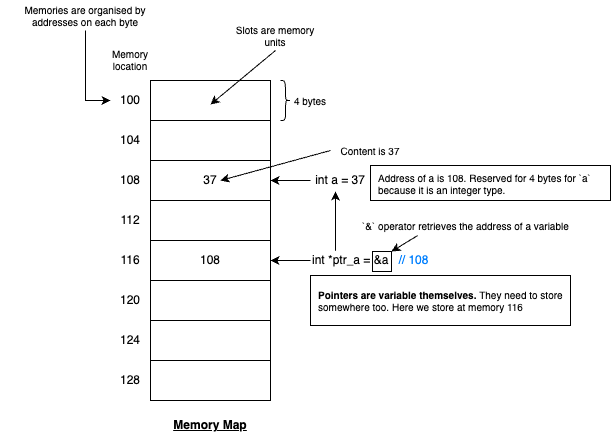 Memories are organised by
addresses on each byte
Slots are memory
units
Memory
location
100
4 bytes
104
Content is 37
108
37
int a = 37
Address of a is 108. Reserved for 4 bytes for `a`
because it is an integer type.
112
`&` operator retrieves the address of a variable
116
108
int *ptr_a = &a // 108
Pointers are variable themselves. They need to store
somewhere too. Here we store at memory 116
120
124
128
Memory Map